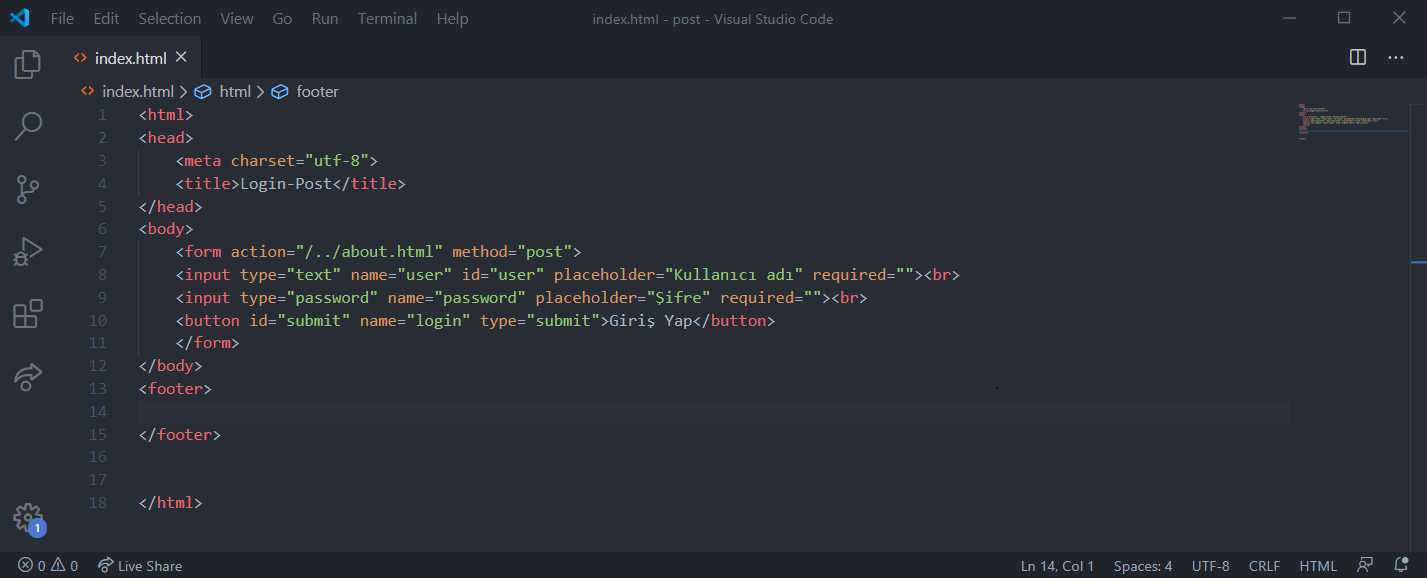 File Edit Selection View Go Run Terminal Help index.html - post - Visual Studio Code
index.html
index.html > html > footer
1 <html>
2 <head>
3 <meta charset="utf-8">
4 <title>Login-Post</title>
5 </head>
6 <body>
7 <form action="/../about.html" method="post">
8 <input type="text" name="user" id="user" placeholder="Kullanıcı adı" required=""><br>
9 <input type="password" name="password" placeholder="Şifre" required=""><br>
10 <button id="submit" name="login" type="submit">Giriş Yap</button>
11 </form>
12 </body>
13 <footer>
14
15 </footer>
16
17
18 </html>
1
0 0 Live Share Ln 14, Col 1 Spaces: 4 UTF-8 CRLF HTML